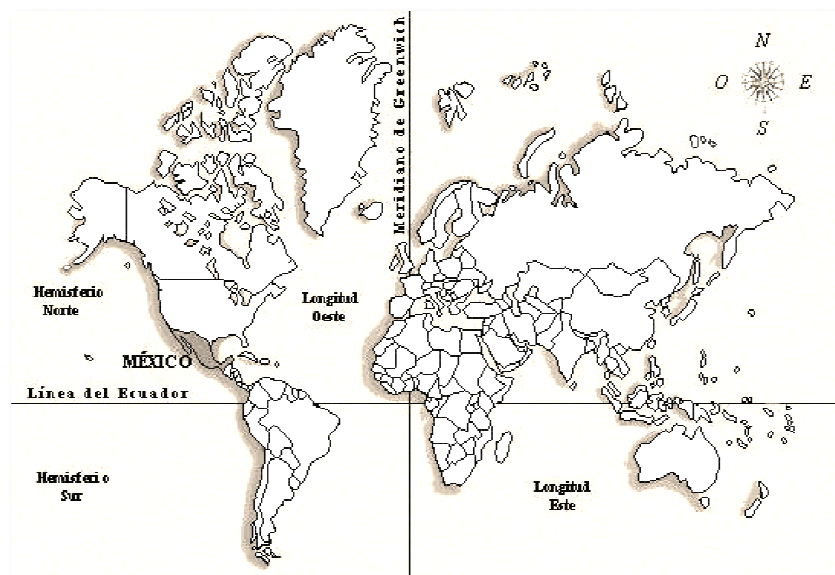 Meridiano de Greenwich
N
O
E
S
Hemisferio
Norte
Longitud
Oeste
MÉXICO
Línea del Ecuador
Hemisferio
Sur
Longitud
Este